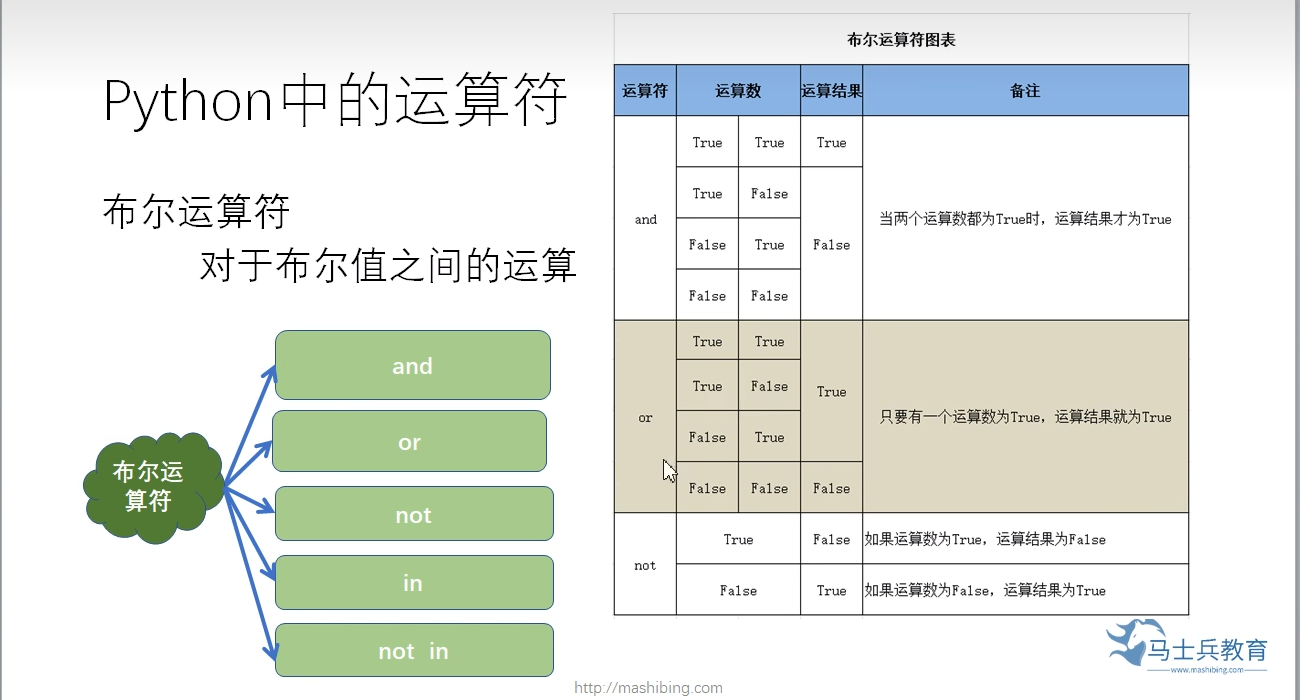 Python中的运算符
布尔运算符
对于布尔值之间的运算
布尔运
算符
and
or
not
in
not in
布尔运算符图表
运算符 运算数 运算结果 备注
and
True True True
True False
False True False
False False
当两个运算数都为True时，运算结果才为True
or
True True
True False True
False True
False False False
只要有一个运算数为True，运算结果就为True
not
True False 如果运算数为True，运算结果为False
False True 如果运算数为False，运算结果为True
马士兵教育
www.mashibing.com
http://mashibing.com